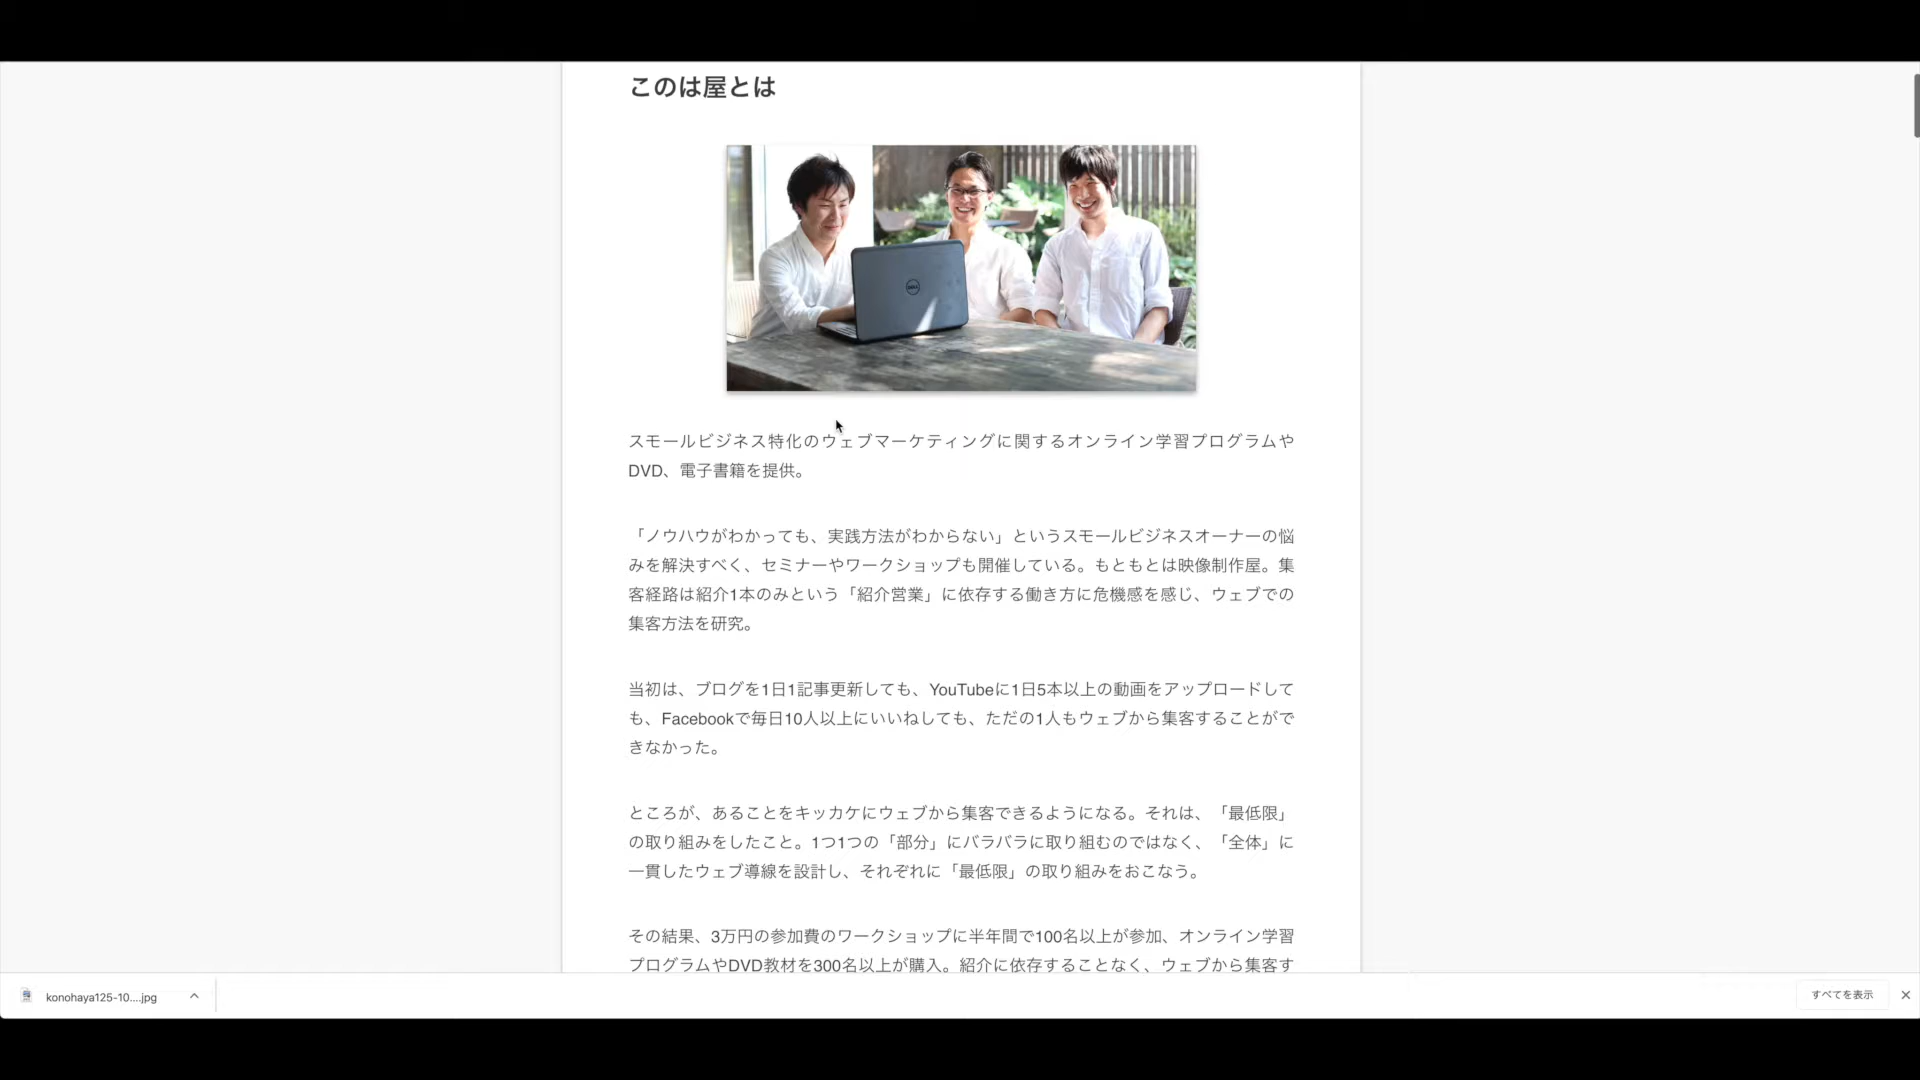 このは屋とは
DELL
スモールビジネス特化のウェブマーケティングに関するオンライン学習プログラムや
DVD、電子書籍を提供。
「ノウハウがわかっても、実践方法がわからない」というスモールビジネスオーナーの悩
みを解決すべく、セミナーやワークショップも開催している。もともとは映像制作屋。集
客経路は紹介1本のみという「紹介営業」に依存する働き方に危機感を感じ、ウェブでの
集客方法を研究。
当初は、ブログを1日1記事更新しても、YouTubeに1日5本以上の動画をアップロードして
も、Facebookで毎日10人以上にいいねしても、ただの1人もウェブから集客することがで
きなかった。
ところが、あることをキッカケにウェブから集客できるようになる。それは、「最低限」
の取り組みをしたこと。1つ1つの「部分」にバラバラに取り組むのではなく、「全体」に
一貫したウェブ導線を設計し、それぞれに「最低限」の取り組みをおこなう。
その結果、3万円の参加費のワークショップに半年間で100名以上が参加、オンライン学習
プログラムやDVD教材を300名以上が購入。紹介に依存することなく、ウェブから集客す
konohaya125-10....jpg
すべてを表示